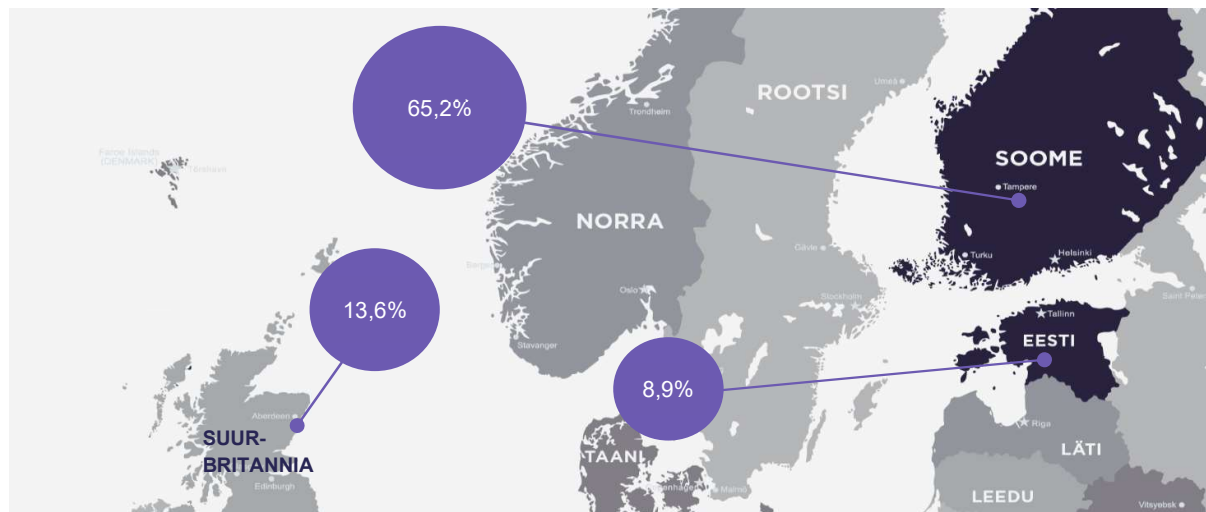 65,2%
ROOTSI
Umeå
Trondheim
SOOME
Tampere
Faroe Islands
(DENMARK)
Tórshavn
NORRA
Gävle
Turku
Helsinki
Bergen
Oslo
Stockholm
Saint Peter
13,6%
Tallinn
Stavanger
EESTI
8,9%
Aberdeen
Riga
SUUR-
BRITANNIA
TAANI
LÄTI
Edinburgh
Malmö
LEEDU
Vitsyebsk